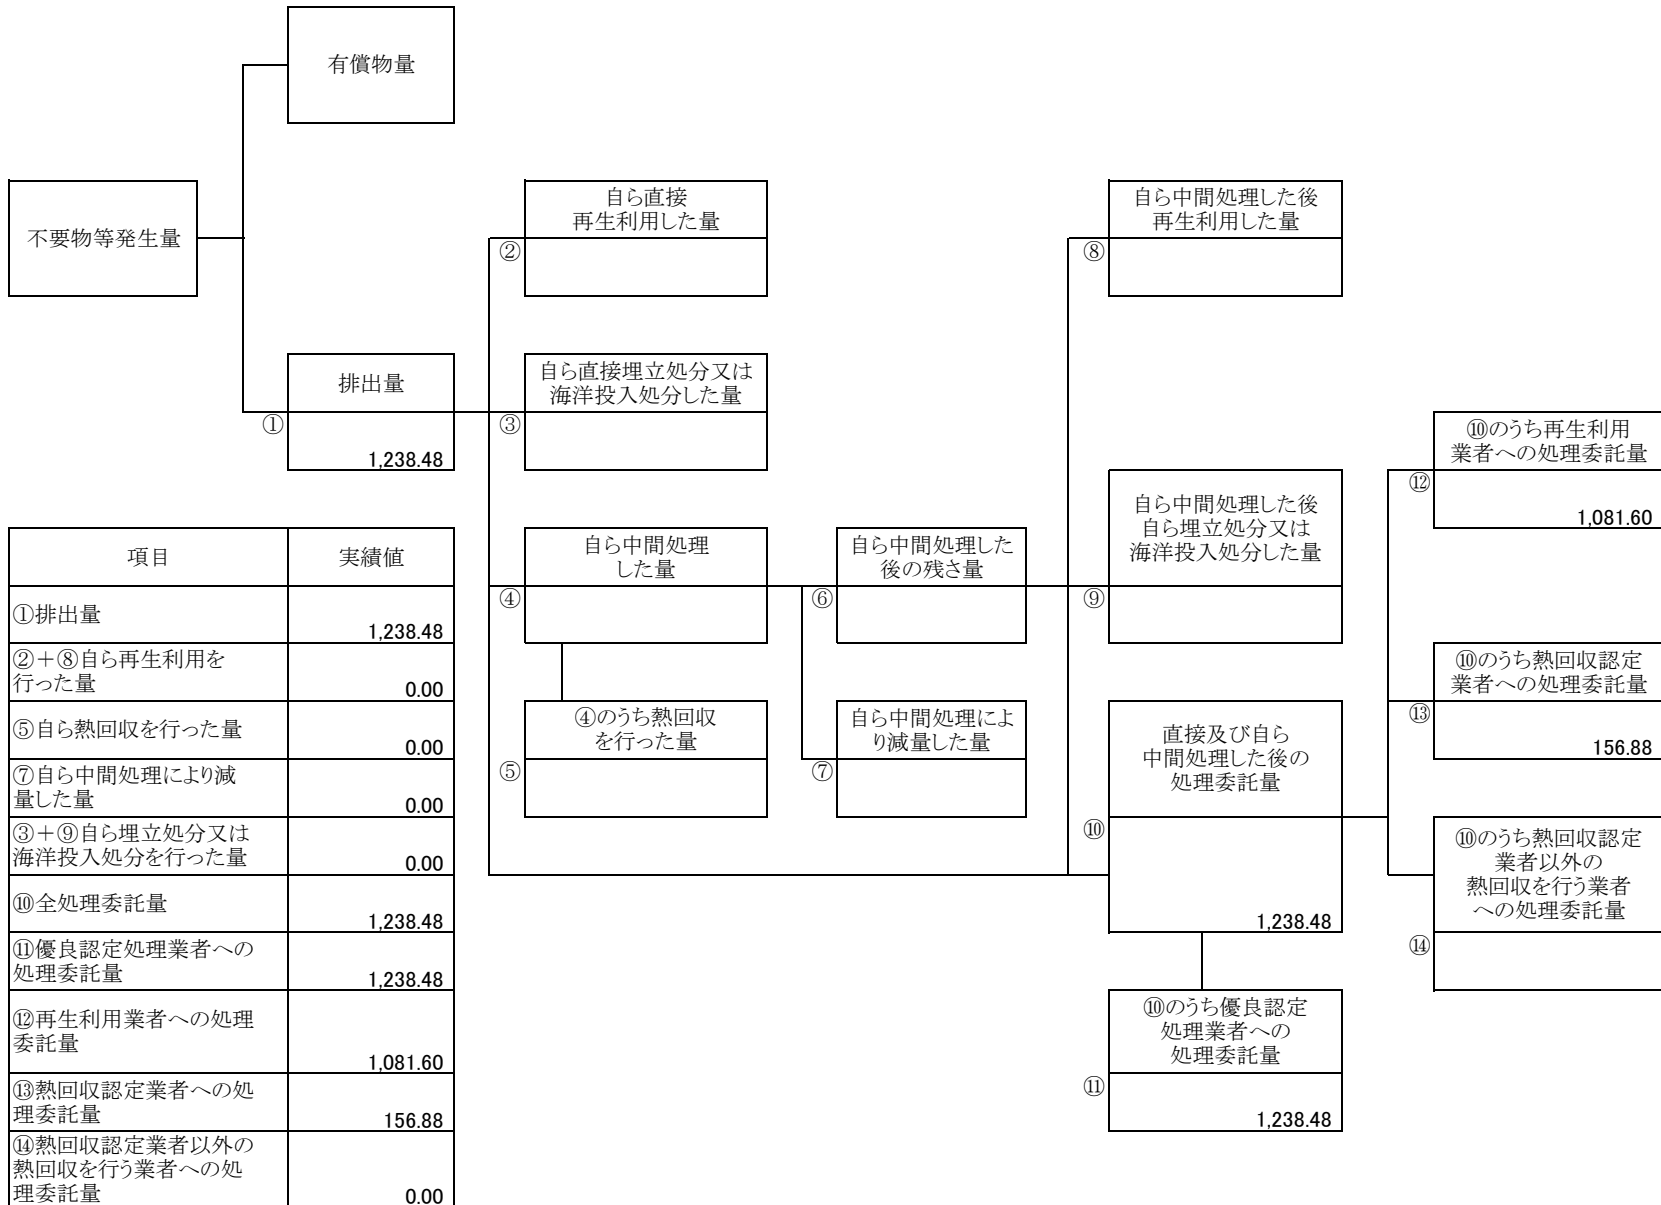 有償物量
不要物等発生量
自ら直接
再生利用した量
②
自ら中間処理した後
再生利用した量
⑧
排出量
①
1,238.48
自ら直接埋立処分又は
海洋投入処分した量
③
⑩のうち再生利用
業者への処理委託量
⑫
1,081.60
自ら中間処理した後
自ら埋立処分又は
海洋投入処分した量
⑨
自ら中間処理
した量
④
自ら中間処理した
後の残さ量
⑥
⑩のうち熱回収認定
業者への処理委託量
⑬
156.88
④のうち熱回収
を行った量
⑤
自ら中間処理によ
り減量した量
⑦
直接及び自ら
中間処理した後の
処理委託量
⑩
1,238.48
⑩のうち熱回収認定
業者以外の
熱回収を行う業者
への処理委託量
⑭
⑩のうち優良認定
処理業者への
処理委託量
⑪
1,238.48
項目 実績値
①排出量
1,238.48
②+⑧自ら再生利用を
行った量
0.00
⑤自ら熱回収を行った量
0.00
⑦自ら中間処理により減
量した量
0.00
③+⑨自ら埋立処分又は
海洋投入処分を行った量
0.00
⑩全処理委託量
1,238.48
⑪優良認定処理業者への
処理委託量
1,238.48
⑫再生利用業者への処理
委託量
1,081.60
⑬熱回収認定業者への処
理委託量
156.88
⑭熱回収認定業者以外の
熱回収を行う業者への処
理委託量
0.00